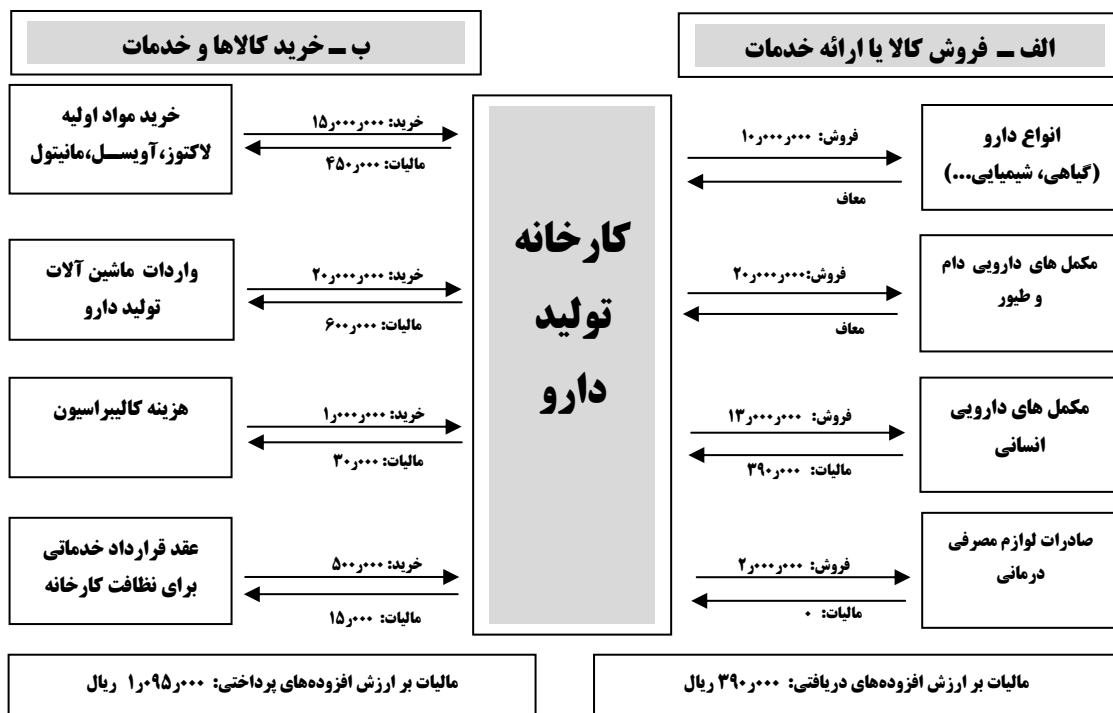 الف ــ فروش کالا یا ارائه خدمات
ب ــ خرید کالاها و خدمات
کارخانه
تولید
دارو
انواع دارو
(گیاهی، شیمیایی...)
فروش: ۱۰٫۰۰۰٫۰۰۰
معاف
مکمل های دارویی دام
و طیور
فروش:۲۰٫۰۰۰٫۰۰۰
معاف
مکمل های دارویی
انسانی
فروش: ۱۳٫۰۰۰٫۰۰۰
مالیات: ۳۹۰٫۰۰۰
صادرات لوازم مصرفی
درمانی
فروش: ۲٫۰۰۰٫۰۰۰
مالیات: ۰
خرید مواد اولیه
لاکتوز،آویســل،مانیتول
خرید: ۱۵٫۰۰۰٫۰۰۰
مالیات: ۴۵۰٫۰۰۰
واردات ماشین آلات
تولید دارو
خرید: ۲۰٫۰۰۰٫۰۰۰
مالیات: ۶۰۰٫۰۰۰
هزینه کالیبراسیون
خرید: ۱٫۰۰۰٫۰۰۰
مالیات: ۳۰٫۰۰۰
عقد قرارداد خدماتی
برای نظافت کارخانه
خرید: ۵۰۰٫۰۰۰
مالیات: ۱۵٫۰۰۰
مالیات بر ارزش افزوده‌های دریافتی: ۳۹۰٫۰۰۰ ریال
مالیات بر ارزش افزوده‌های پرداختی: ۱٫۰۹۵٫۰۰۰ ریال